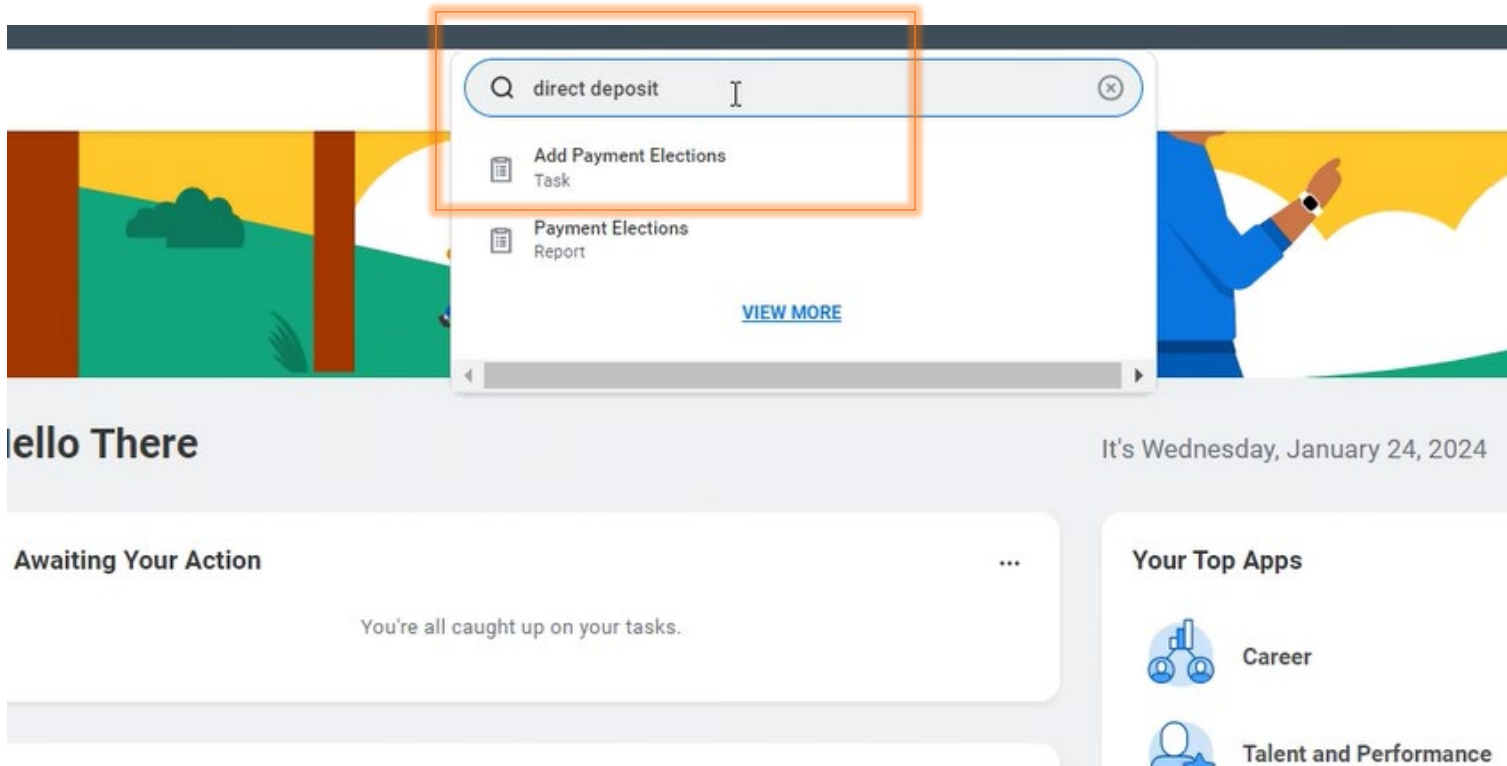 direct deposit
Add Payment Elections
Task
Payment Elections
Report
VIEW MORE
ello There
It's Wednesday, January 24, 2024
Awaiting Your Action
...
You're all caught up on your tasks.
Your Top Apps
Career
Talent and Performance